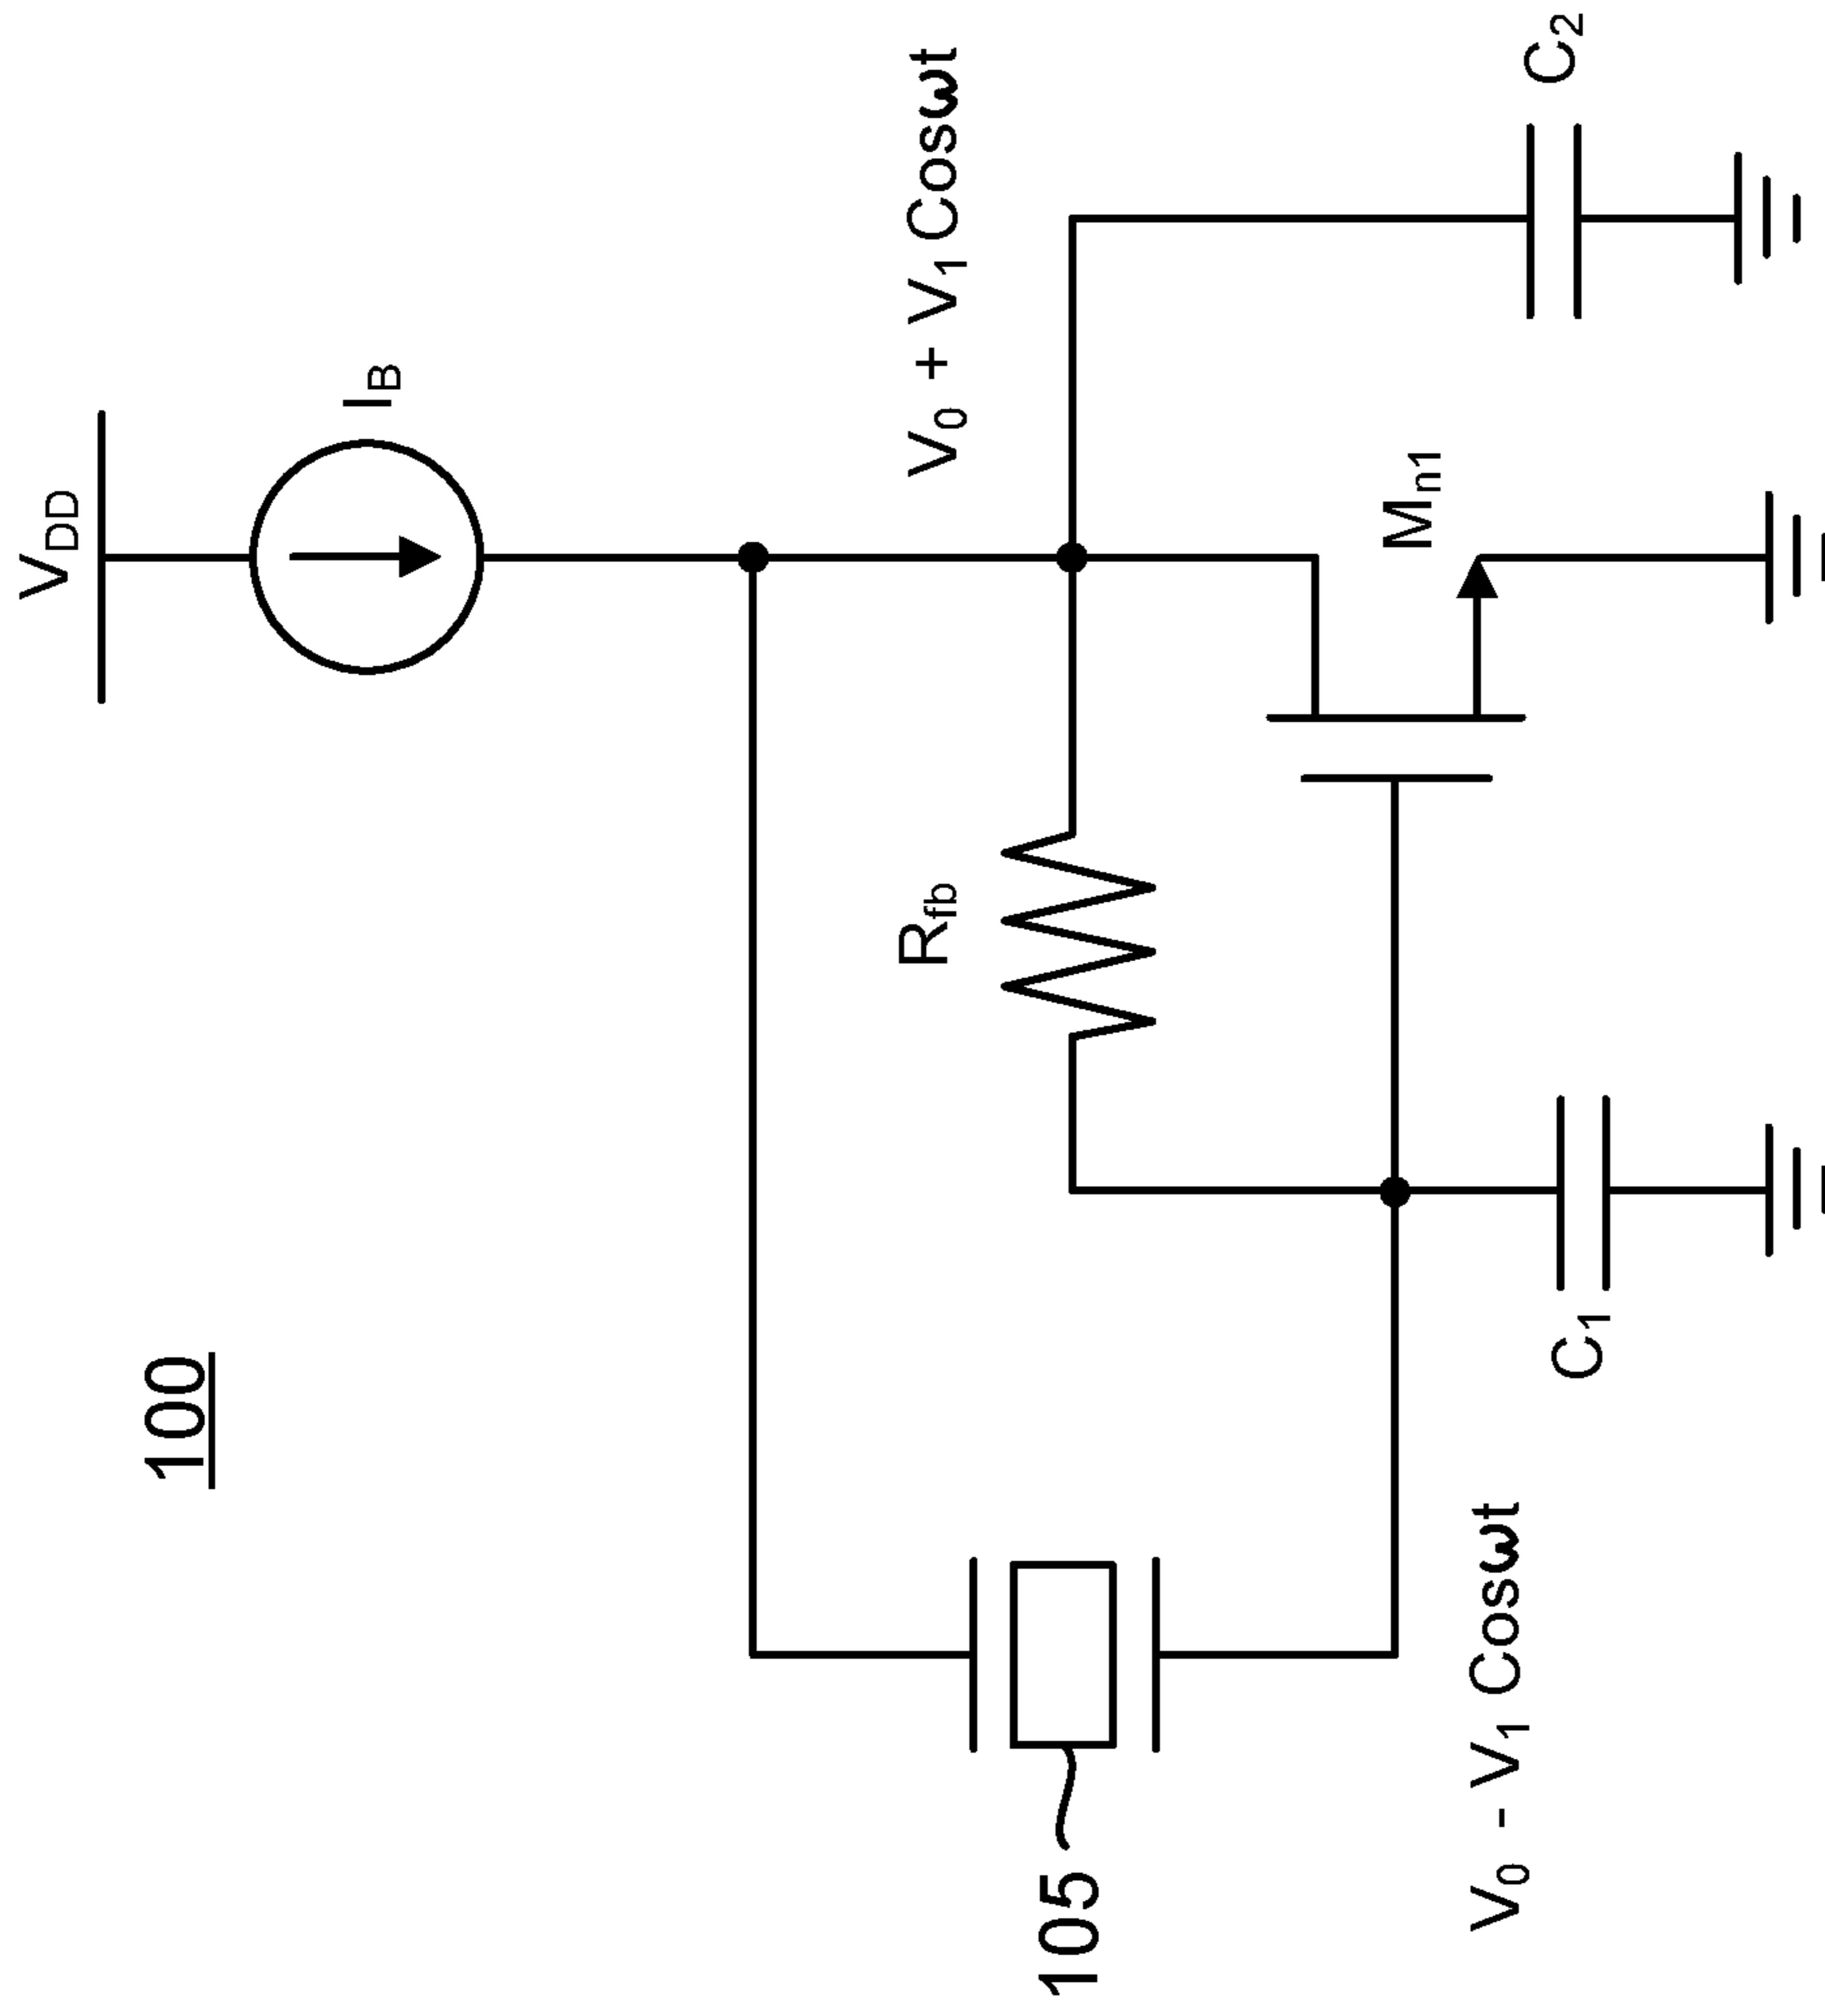 100
V_DD
I_B
V_0 + V_1 Cosωt
R_fb
M_n1
C_2
C_1
105
V_0 - V_1 Cosωt